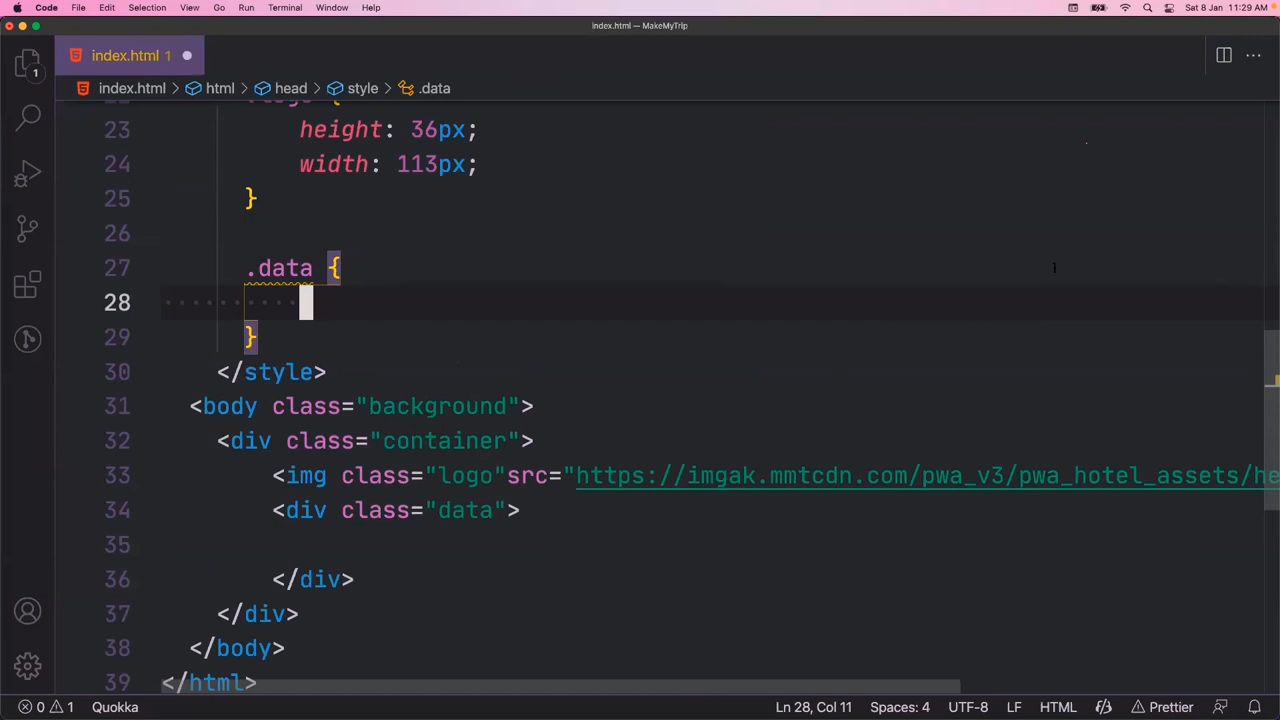 Code File Edit Selection View Go Run Terminal Window Help Sat 8 Jan 11:29 AM
index.html — MakeMyTrip
index.html 1
index.html > html > head > style > .data
23 height: 36px;
24 width: 113px;
25 }
26
27 .data {
28
29 }
30 </style>
31 <body class="background">
32 <div class="container">
33 <img class="logo"src="https://imgak.mmtcdn.com/pwa_v3/pwa_hotel_assets/he
34 <div class="data">
35
36 </div>
37 </div>
38 </body>
39 </html>
0 1 Quokka Ln 28, Col 11 Spaces: 4 UTF-8 LF HTML Prettier